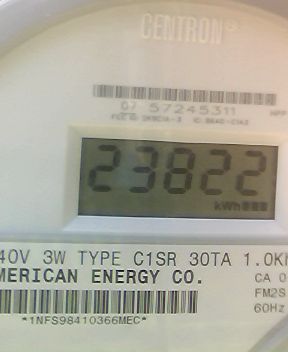 CENTRON®
07 57245311
23822
kWh
40V 3W TYPE C1SR 30TA 1.0K
MERICAN ENERGY CO.
CA 0
FM2S
60Hz
*1NFS98410366MEC*